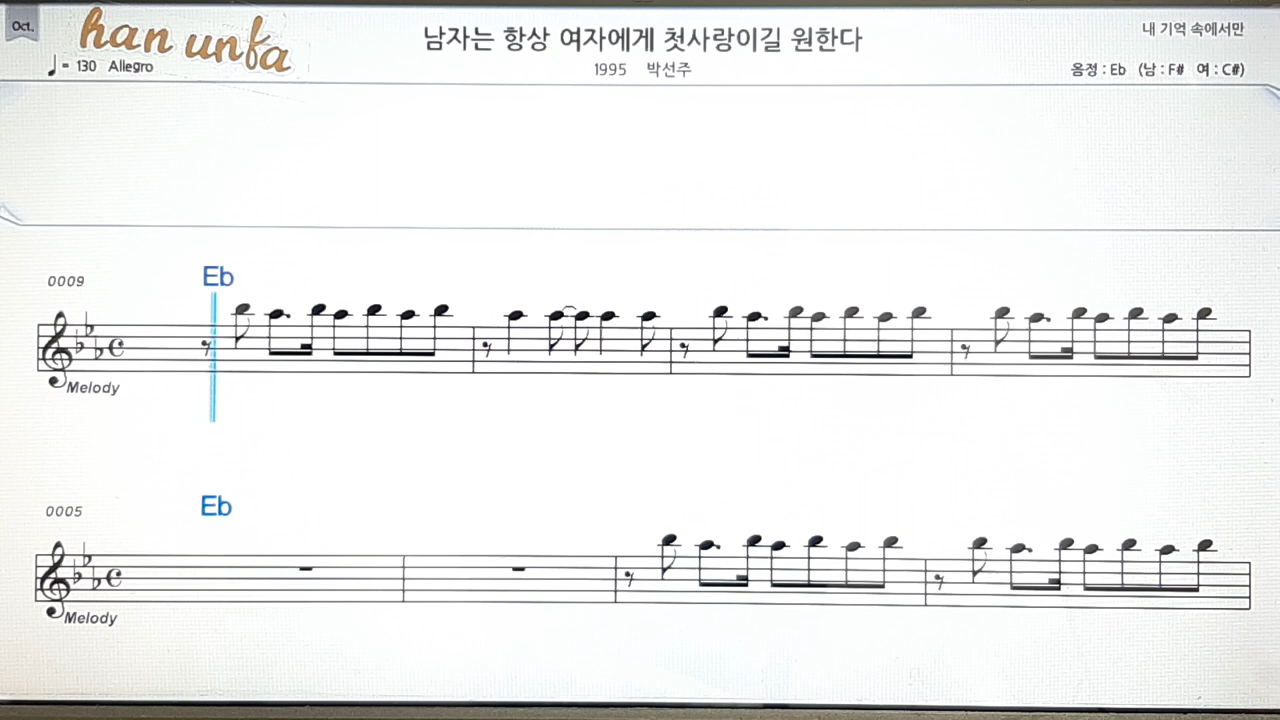 Oct.
han unfa
♩ = 130 Allegro
남자는 항상 여자에게 첫사랑이길 원한다
1995 박선주
내 기억 속에서만
음정 : Eb (남 : F# 여 : C#)
0009
Eb
Melody
0005
Eb
Melody